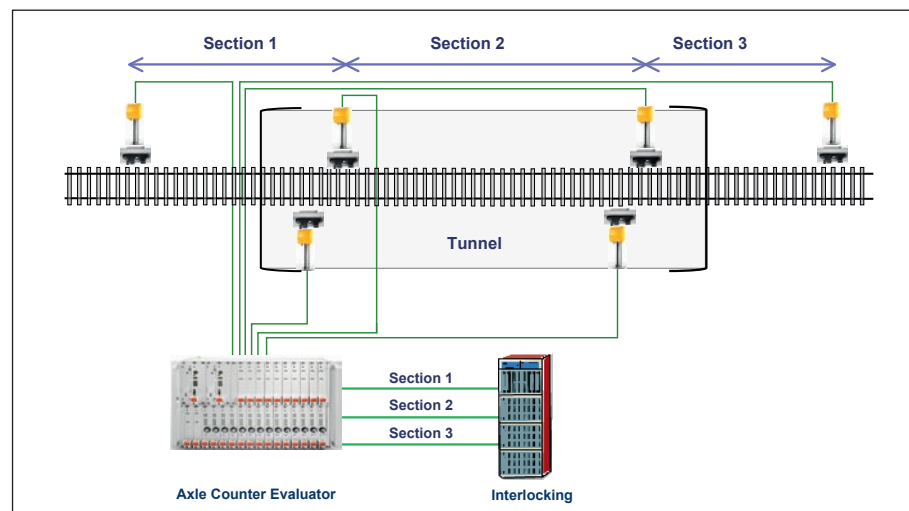 Section 1
Section 2
Section 3
Tunnel
Section 1
Section 2
Section 3
Axle Counter Evaluator
Interlocking